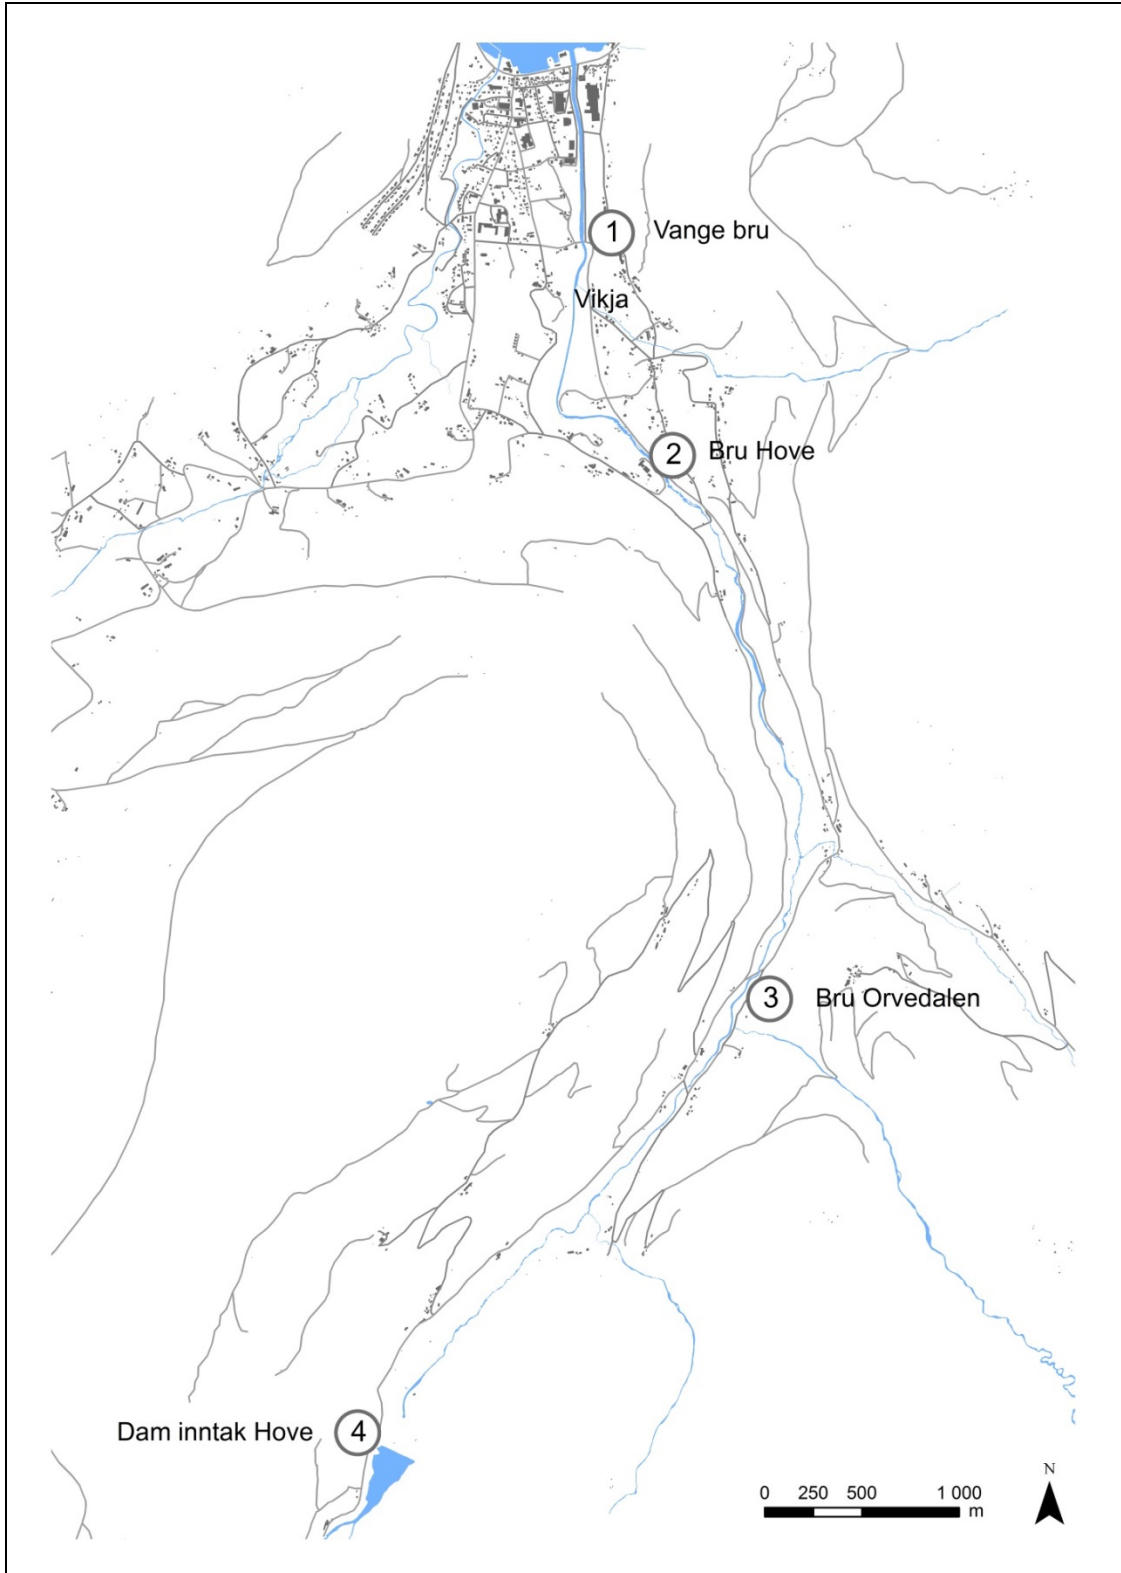 1 Vange bru
Vikja
2 Bru Hove
3 Bru Orvedalen
Dam inntak Hove 4
N
0 250 500 1 000
m